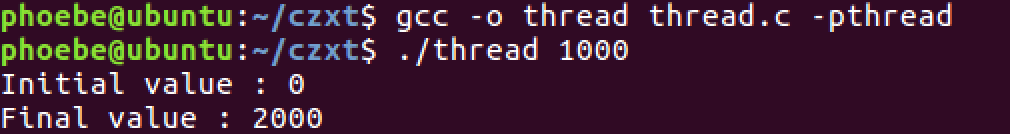 phoebe@ubuntu:~/czxt$ gcc -o thread thread.c -pthread
phoebe@ubuntu:~/czxt$ ./thread 1000
Initial value : 0
Final value : 2000